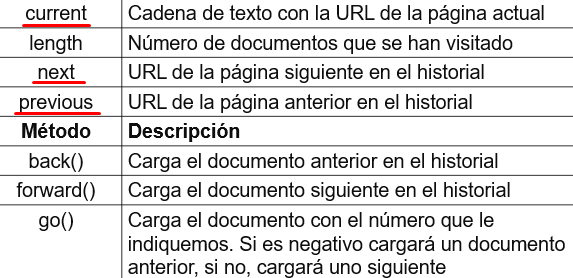 current Cadena de texto con la URL de la página actual
length Número de documentos que se han visitado
next URL de la página siguiente en el historial
previous URL de la página anterior en el historial
Método Descripción
back() Carga el documento anterior en el historial
forward() Carga el documento siguiente en el historial
go() Carga el documento con el número que le
indiquemos. Si es negativo cargará un documento
anterior, si no, cargará uno siguiente